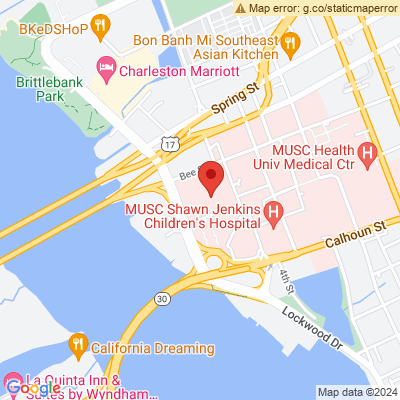 Map error: g.co/staticmaperror
BKeDSHoP
Bon Banh Mi Southeast
Asian Kitchen
Charleston Marriott
Brittlebank
Park
Spring St
17
MUSC Health
Univ Medical Ctr
Bee
MUSC Shawn Jenkins
Children's Hospital
Calhoun St
4th St
30
Lockwood Dr
California Dreaming
La Quinta Inn &
Suites by Wyndham...
Google
Map data ©2024